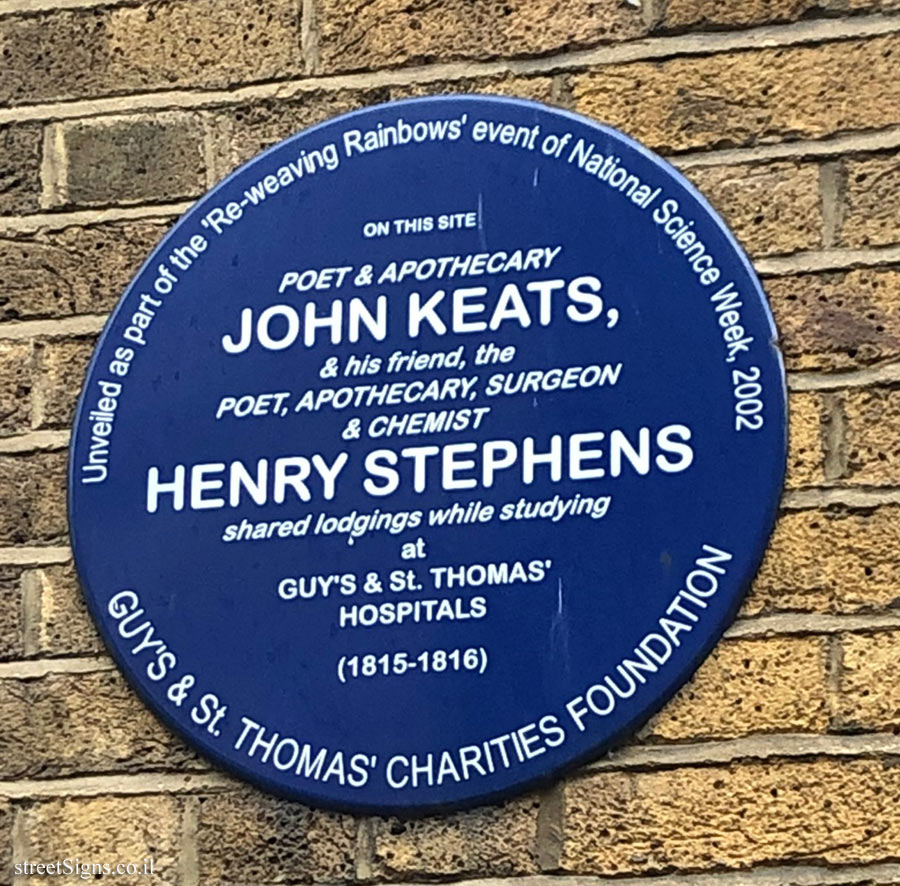 Unveiled as part of the 'Re-weaving Rainbows' event of National Science Week, 2002
ON THIS SITE
POET & APOTHECARY
JOHN KEATS,
& his friend, the
POET, APOTHECARY, SURGEON
& CHEMIST
HENRY STEPHENS
shared lodgings while studying
at
GUY'S & St. THOMAS'
HOSPITALS
(1815-1816)
GUY'S & St. THOMAS' CHARITIES FOUNDATION
streetSigns.co.il